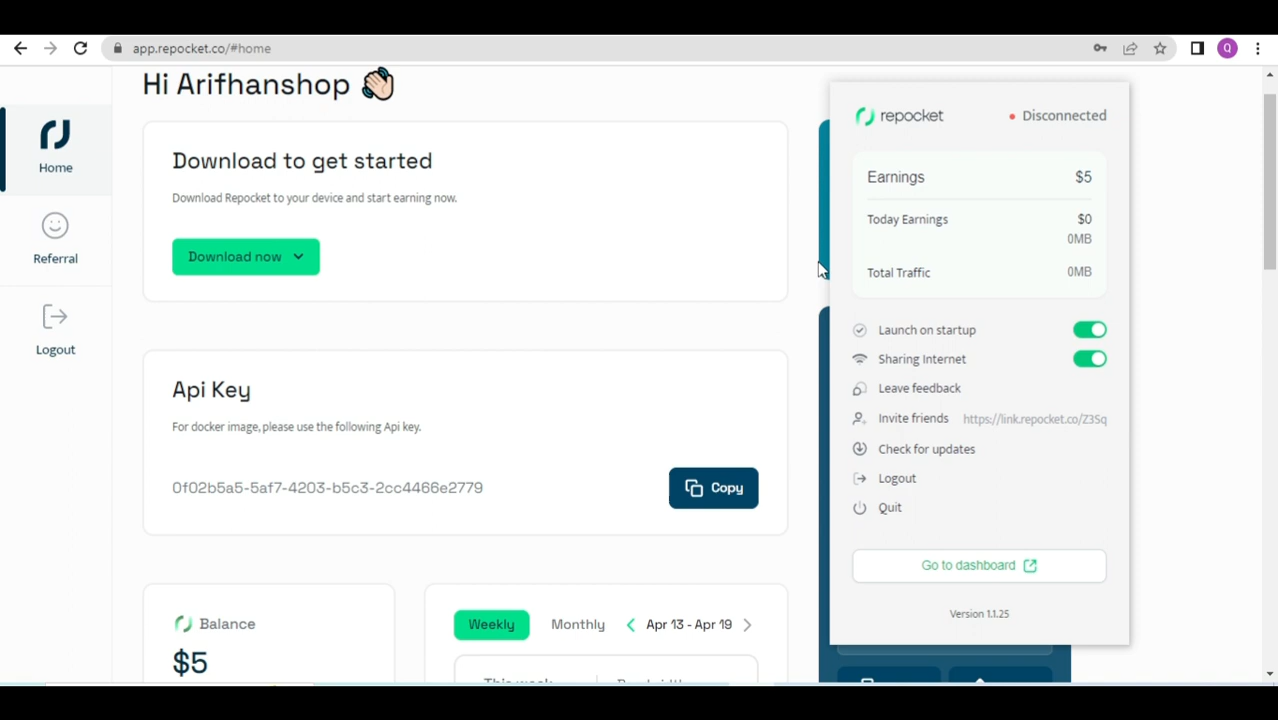 app.repocket.co/#home
Q
Hi Arifhanshop
Home
Referral
Logout
Download to get started
Download Repocket to your device and start earning now.
Download now
Api Key
For docker image, please use the following Api key.
0f02b5a5-5af7-4203-b5c3-2cc4466e2779
Copy
Balance
$5
Weekly
Monthly
Apr 13 - Apr 19
repocket
Disconnected
Earnings
$5
Today Earnings
$0
0MB
Total Traffic
0MB
Launch on startup
Sharing Internet
Leave feedback
Invite friends
https://link.repocket.co/Z3Sq
Check for updates
Logout
Quit
Go to dashboard
Version 1.1.25